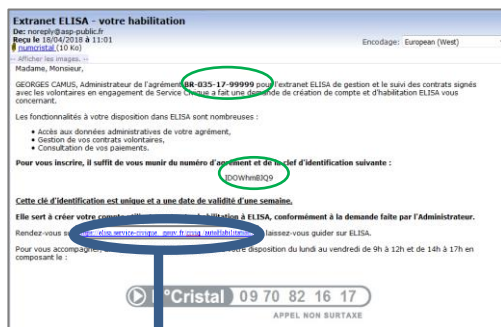 Extranet ELISA - votre habilitation
De: noreply@asp-public.fr
Reçu le 18/04/2018 à 11:01
numcristal (10 Ko)
Encodage: European (West)
-- Afficher les images. --
Madame, Monsieur,
GEORGES CAMUS, Administrateur de l'agrément BR-035-17-99999 pour l'extranet ELISA de gestion et le suivi des contrats signés
avec les volontaires en engagement de Service Civique a fait une demande de création de compte et d'habilitation ELISA vous
concernant.
Les fonctionnalités à votre disposition dans ELISA sont nombreuses :
• Accès aux données administratives de votre agrément,
• Gestion de vos contrats volontaires,
• Consultation de vos paiements.
Pour vous inscrire, il suffit de vous munir du numéro d'agrément et de la clef d'identification suivante :
Cette clé d'identification est unique et a une date de validité d'une semaine.
Elle sert à créer votre compte habilitation à ELISA, conformément à la demande faite par l'Administrateur.
Rendez-vous laissez-vous guider sur ELISA.
Pour vous accompagner, votre disposition du lundi au vendredi de 9h à 12h et de 14h à 17h en
composant le :
N°Cristal 09 70 82 16 17
APPEL NON SURTAXE